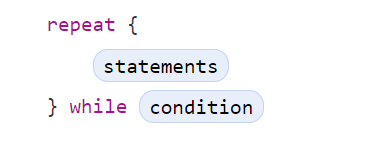 repeat {
statements
} while condition